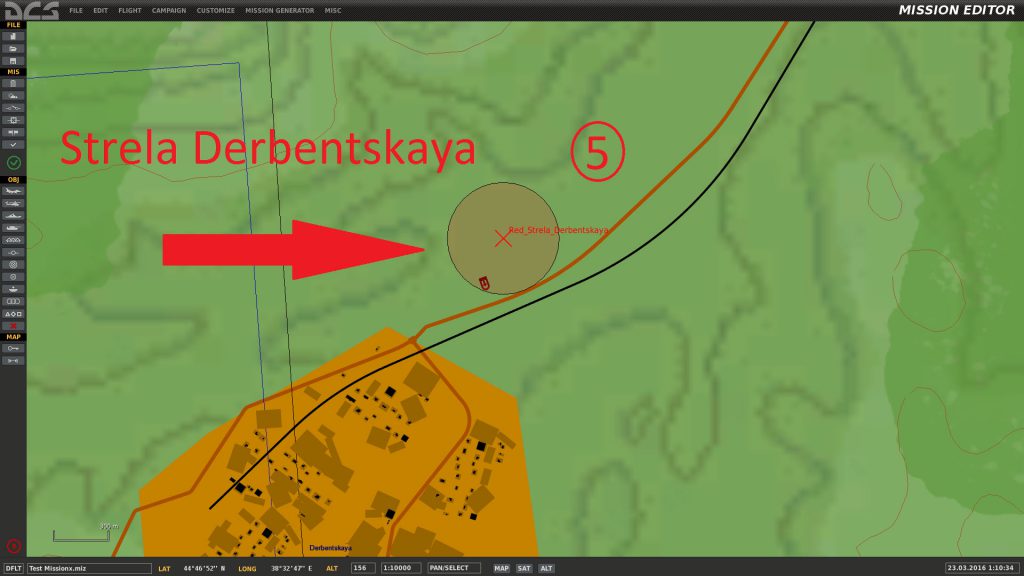 DCS
FILE EDIT FLIGHT CAMPAIGN CUSTOMIZE MISSION GENERATOR MISC
MISSION EDITOR
FILE
MIS
OBJ
MAP
Strela Derbentskaya
5
Red_Strela_Derbentskaya
300 m
Derbentskaya
DFLT Test Missionx.miz LAT 44°46'52'' N LONG 38°32'47'' E ALT 156 1:10000 PAN/SELECT MAP SAT ALT 23.03.2016 1:10:34